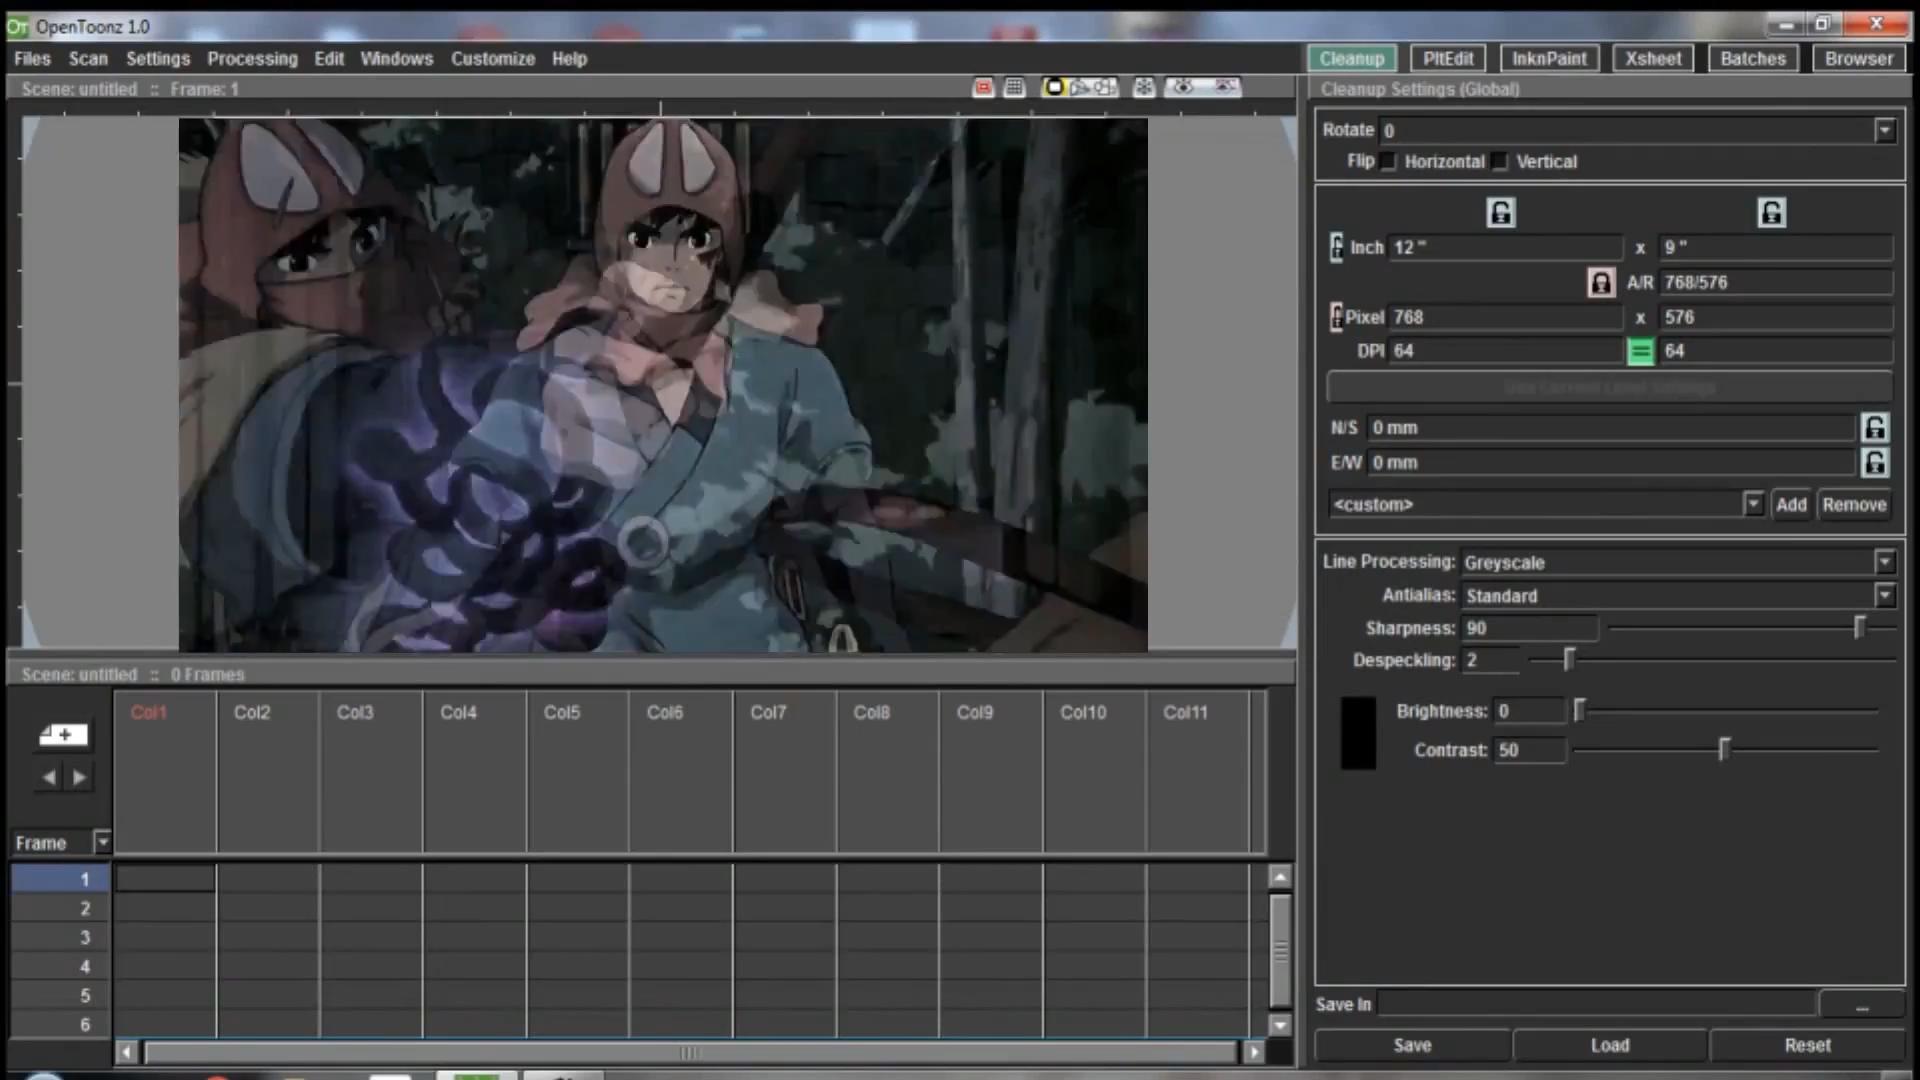 OpenToonz 1.0
Files Scan Settings Processing Edit Windows Customize Help
Cleanup PltEdit InknPaint Xsheet Batches Browser
Scene: untitled :: Frame: 1
Cleanup Settings (Global)
Rotate 0
Flip Horizontal Vertical
Inch 12 " x 9 "
A/R 768/576
Pixel 768 x 576
DPI 64 64
N/S 0 mm
E/W 0 mm
<custom> Add Remove
Line Processing: Greyscale
Antialias: Standard
Sharpness: 90
Despeckling: 2
Brightness: 0
Contrast: 50
Save In ...
Save Load Reset
Scene: untitled :: 0 Frames
Col1 Col2 Col3 Col4 Col5 Col6 Col7 Col8 Col9 Col10 Col11
Frame
1
2
3
4
5
6